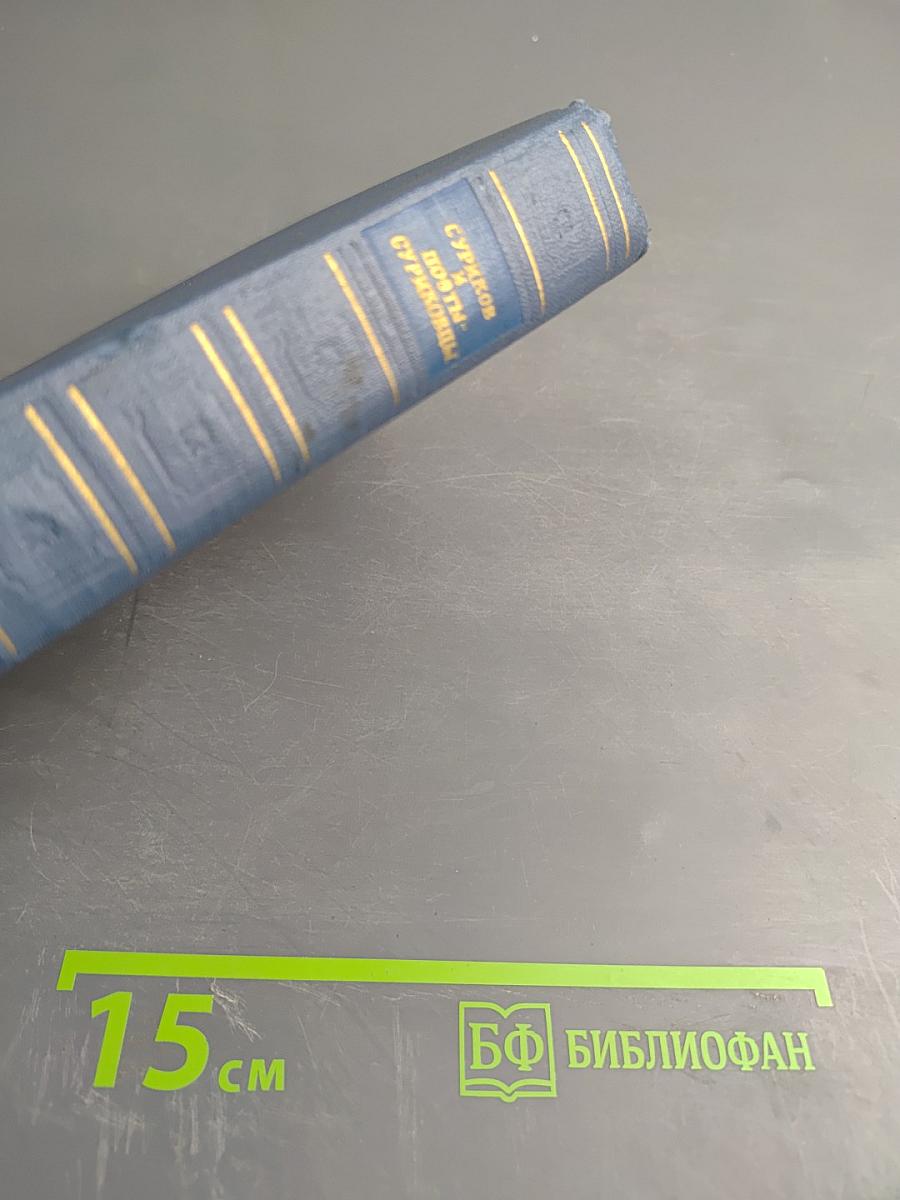 СУРИКОВ
И
ПОЭТЫ-
СУРИКОВЦЫ
15 см
БФ БИБЛИОФАН